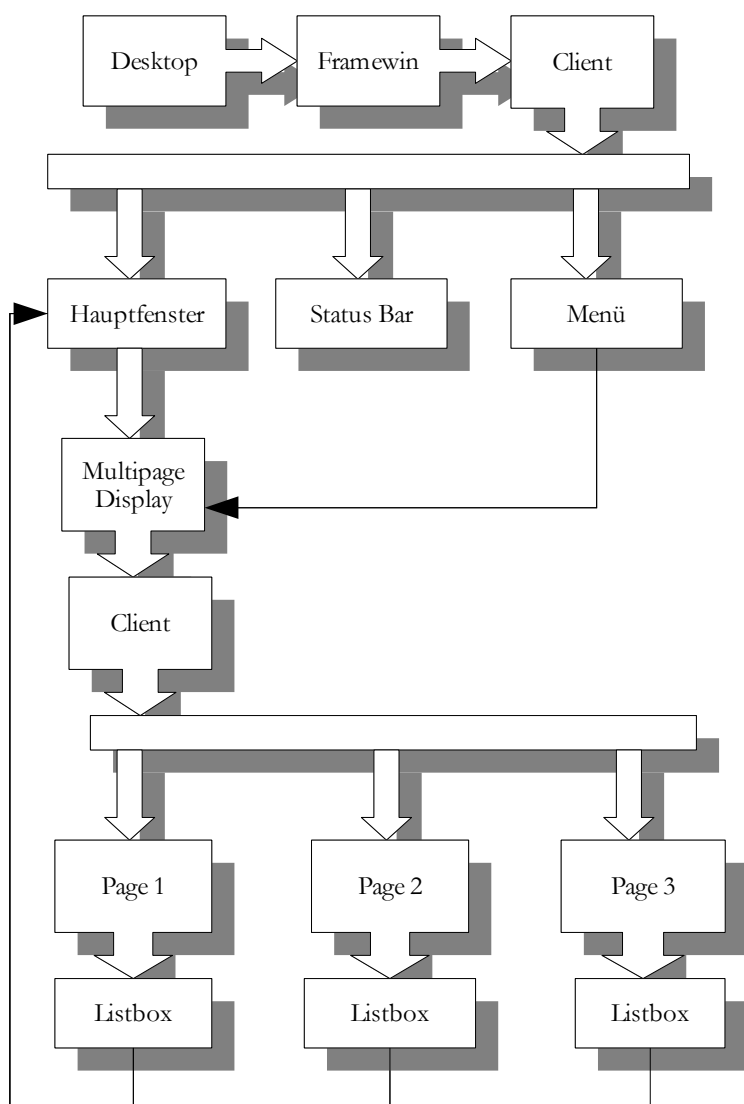 Desktop
Framewin
Client
Hauptfenster
Status Bar
Menü
Multipage
Display
Client
Page 1
Page 2
Page 3
Listbox
Listbox
Listbox